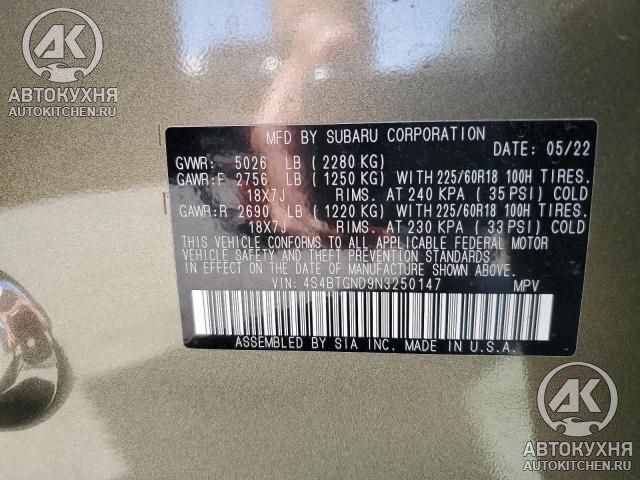 AK
АВТОКУХНЯ
AUTOKITCHEN.RU
MFD BY SUBARU CORPORATION
GVWR: 5026 LB (2280 KG) DATE: 05/22
GAWR:F 2756 LB (1250 KG) WITH 225/60R18 100H TIRES.
18X7J RIMS. AT 240 KPA (35 PSI) COLD
GAWR:R 2690 LB (1220 KG) WITH 225/60R18 100H TIRES.
18X7J RIMS. AT 230 KPA (33 PSI) COLD
THIS VEHICLE CONFORMS TO ALL APPLICABLE FEDERAL MOTOR
VEHICLE SAFETY AND BUMPER STANDARDS
IN EFFECT ON THE DATE OF MANUFACTURE SHOWN ABOVE.
VIN: 4S4BTGND9N3250147 MPV
ASSEMBLED BY SIA INC. MADE IN U.S.A.
AK
АВТОКУХНЯ
AUTOKITCHEN.RU